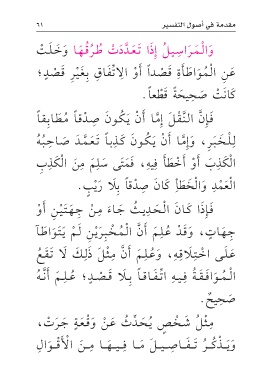 مقدمة في أصول التفسير ٦١
وَالْمَرَاسِيلُ إِذَا تَعَدَّدَتْ طُرُقُهَا وَخَلَتْ
عَنِ الْمُوَاطَأَةِ قَصْداً أَوْ الِاتِّفَاقِ بِغَيْرِ قَصْدٍ؛
كَانَتْ صَحِيحَةً قَطْعاً.
فَإِنَّ النَّقْلَ إِمَّا أَنْ يَكُونَ صِدْقاً مُطَابِقاً
لِلْخَبَرِ، وَإِمَّا أَنْ يَكُونَ كَذِباً تَعَمَّدَ صَاحِبُهُ
الْكَذِبَ أَوْ أَخْطَأَ فِيهِ، فَمَتَى سَلِمَ مِنَ الْكَذِبِ
الْعَمْدِ وَالْخَطَإِ كَانَ صِدْقاً بِلَا رَيْبٍ.
فَإِذَا كَانَ الْحَدِيثُ جَاءَ مِنْ جِهَتَيْنِ أَوْ
جِهَاتٍ، وَقَدْ عُلِمَ أَنَّ الْمُخْبِرَيْنِ لَمْ يَتَوَاطَآ
عَلَى اخْتِلَاقِهِ، وَعُلِمَ أَنَّ مِثْلَ ذَلِكَ لَا تَقَعُ
الْمُوَافَقَةُ فِيهِ اتِّفَاقاً بِلَا قَصْدٍ؛ عُلِمَ أَنَّهُ
صَحِيحٌ.
مِثْلُ شَخْصٍ يُحَدِّثُ عَنْ وَقْعَةٍ جَرَتْ،
وَيَذْكُرُ تَفَاصِيلَ مَا فِيهَا مِنَ الْأَقْوَالِ